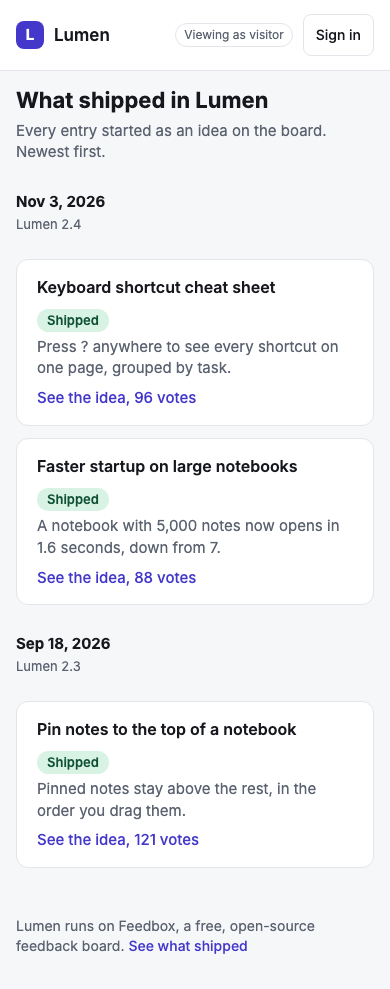 L Lumen Viewing as visitor Sign in
What shipped in Lumen
Every entry started as an idea on the board.
Newest first.
Nov 3, 2026
Lumen 2.4
Keyboard shortcut cheat sheet
Shipped
Press ? anywhere to see every shortcut on
one page, grouped by task.
See the idea, 96 votes
Faster startup on large notebooks
Shipped
A notebook with 5,000 notes now opens in
1.6 seconds, down from 7.
See the idea, 88 votes
Sep 18, 2026
Lumen 2.3
Pin notes to the top of a notebook
Shipped
Pinned notes stay above the rest, in the
order you drag them.
See the idea, 121 votes
Lumen runs on Feedbox, a free, open-source
feedback board. See what shipped